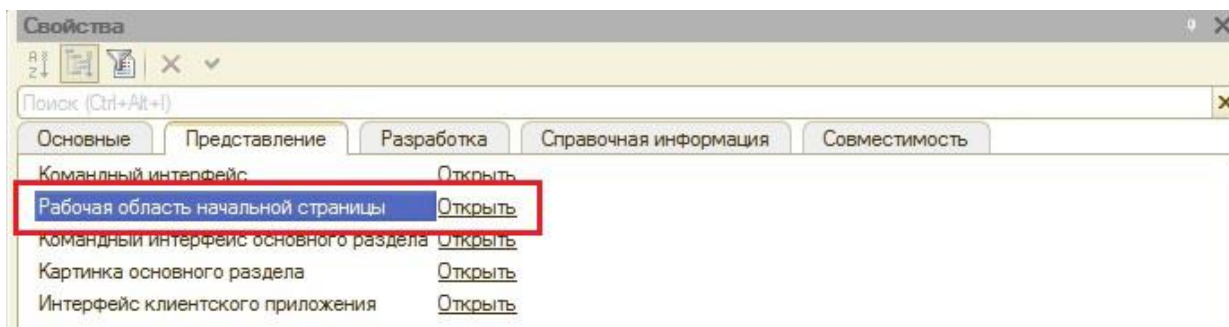 Свойства
Поиск (Ctrl+Alt+I)
Основные Представление Разработка Справочная информация Совместимость
Командный интерфейс Открыть
Рабочая область начальной страницы Открыть
Командный интерфейс основного раздела Открыть
Картинка основного раздела Открыть
Интерфейс клиентского приложения Открыть